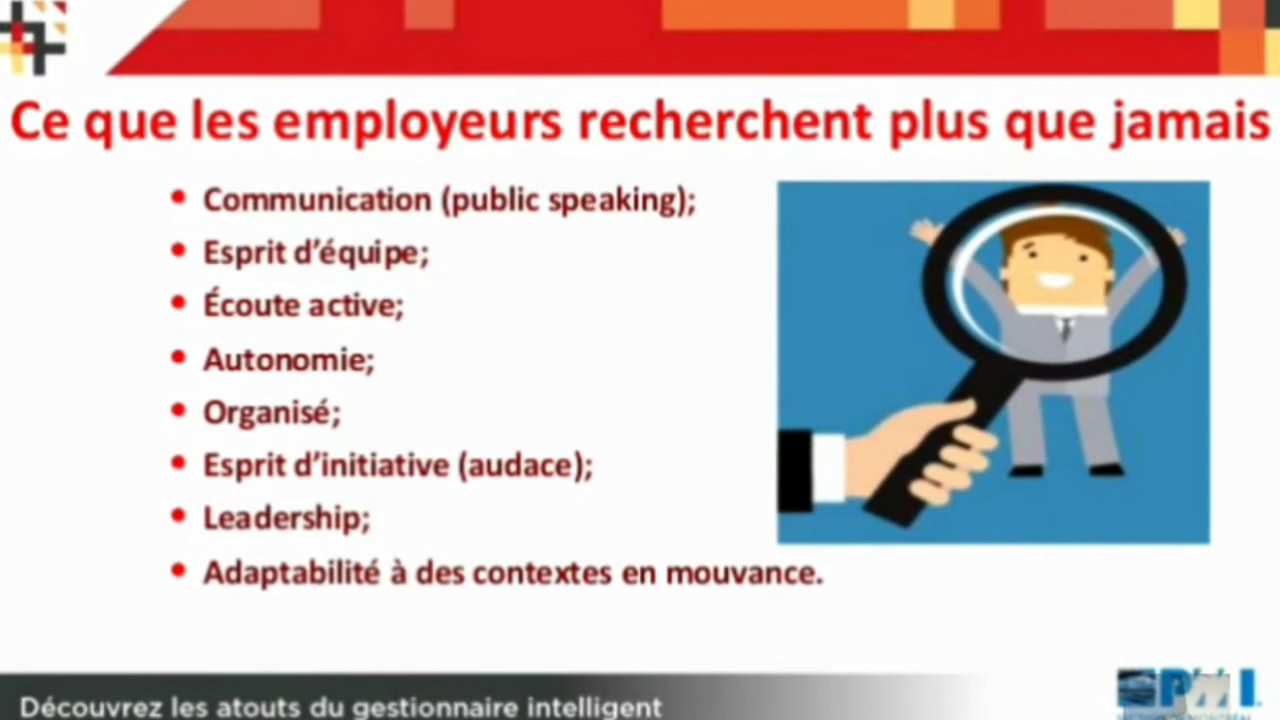 Ce que les employeurs recherchent plus que jamais
Communication (public speaking);
Esprit d’équipe;
Écoute active;
Autonomie;
Organisé;
Esprit d’initiative (audace);
Leadership;
Adaptabilité à des contextes en mouvance.
Découvrez les atouts du gestionnaire intelligent
PMI